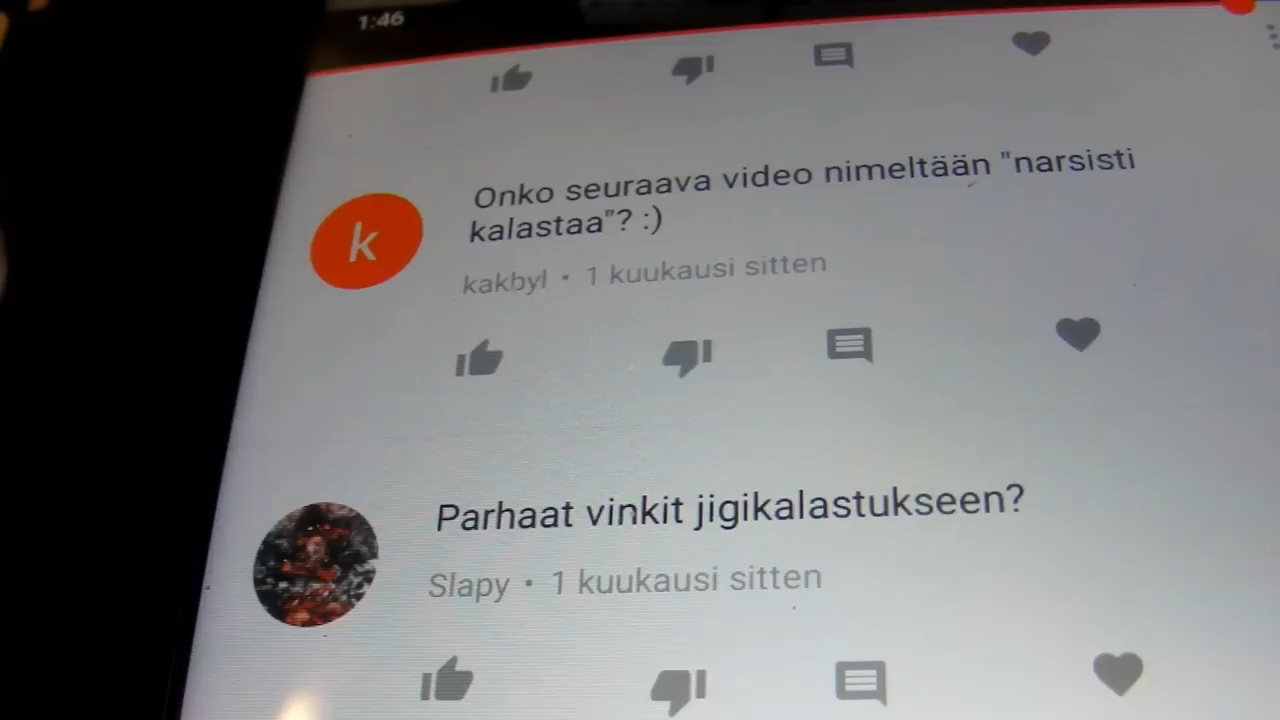 1:46
Onko seuraava video nimeltään "narsisti
kalastaa"? :)
k
kakbyl • 1 kuukausi sitten
Parhaat vinkit jigikalastukseen?
Slapy • 1 kuukausi sitten